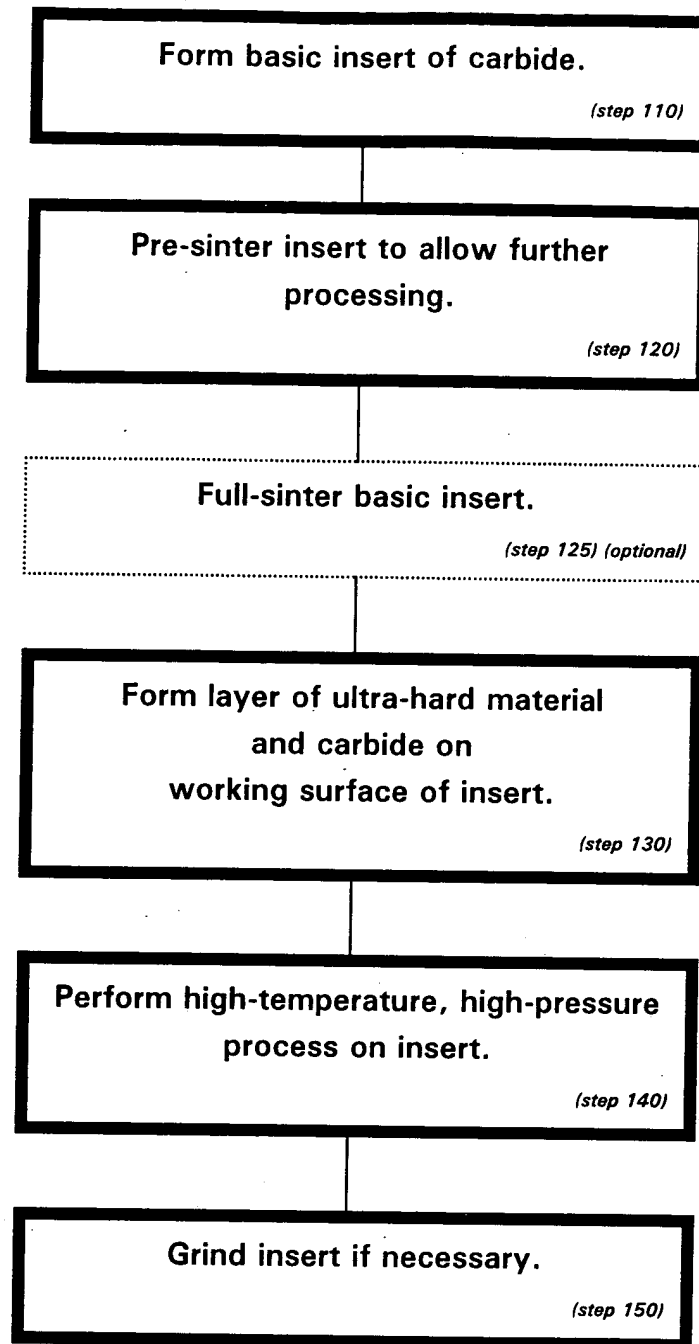 Form basic insert of carbide.
(step 110)
Pre-sinter insert to allow further
processing.
(step 120)
Full-sinter basic insert.
(step 125) (optional)
Form layer of ultra-hard material
and carbide on
working surface of insert.
(step 130)
Perform high-temperature, high-pressure
process on insert.
(step 140)
Grind insert if necessary.
(step 150)